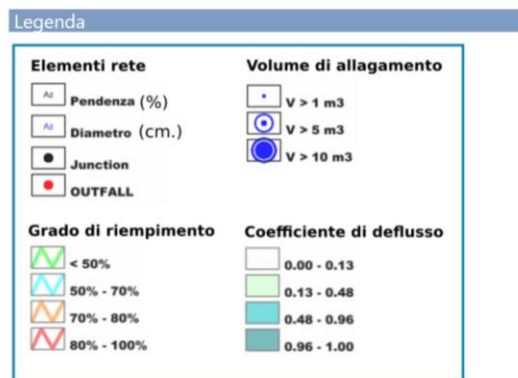 Legenda
Elementi rete
Az Pendenza (%)
Az Diametro (cm.)
Junction
OUTFALL
Volume di allagamento
V > 1 m3
V > 5 m3
V > 10 m3
Grado di riempimento
< 50%
50% - 70%
70% - 80%
80% - 100%
Coefficiente di deflusso
0.00 - 0.13
0.13 - 0.48
0.48 - 0.96
0.96 - 1.00